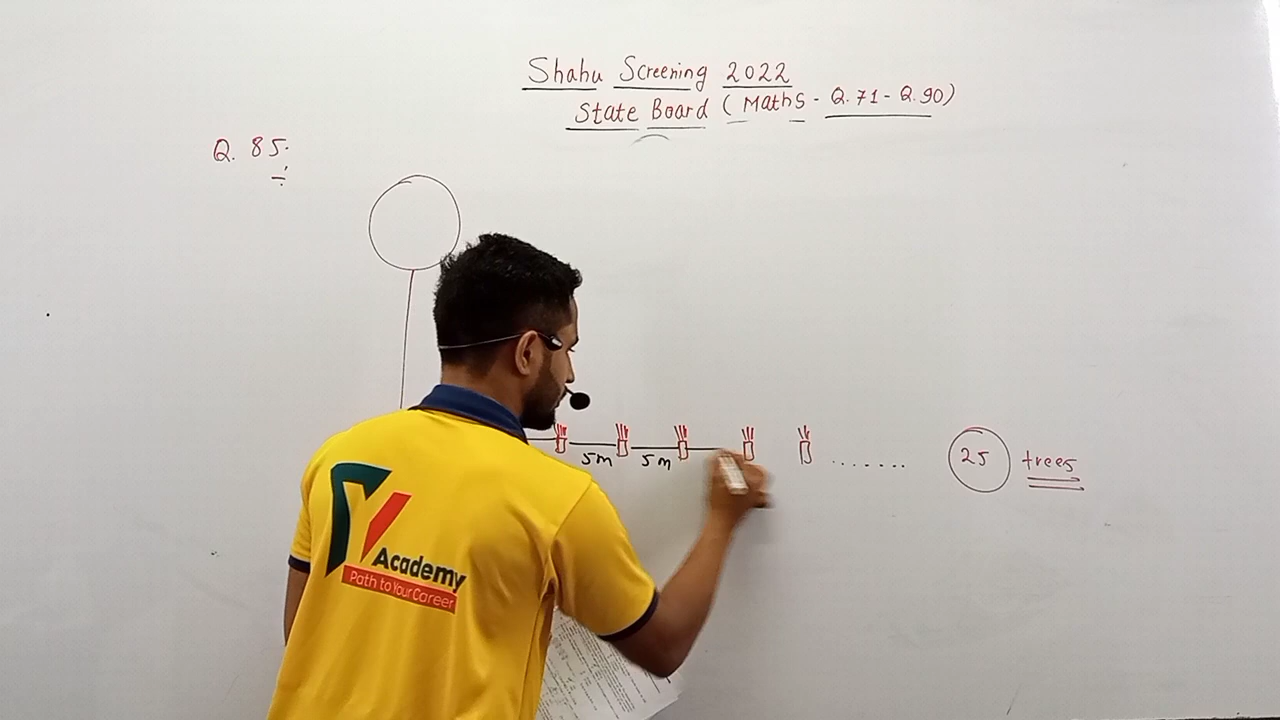 Shahu Screening 2022
State Board (Maths - Q.71 - Q.90)
Q. 85.
5m 5m
....... 25 trees
Academy
Path to Your Career